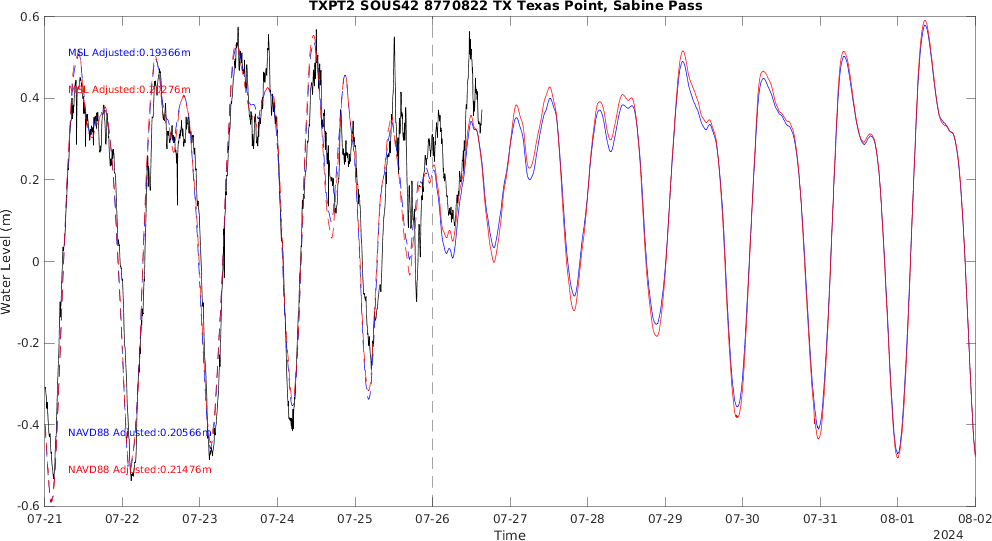 TXPT2 SOUS42 8770822 TX Texas Point, Sabine Pass
0.6
MSL Adjusted:0.19366m
MSL Adjusted:0.20276m
0.4
0.2
0
-0.2
-0.4
-0.6
Water Level (m)
NAVD88 Adjusted:0.20566m
NAVD88 Adjusted:0.21476m
07-21 07-22 07-23 07-24 07-25 07-26 07-27 07-28 07-29 07-30 07-31 08-01 08-02
Time
2024